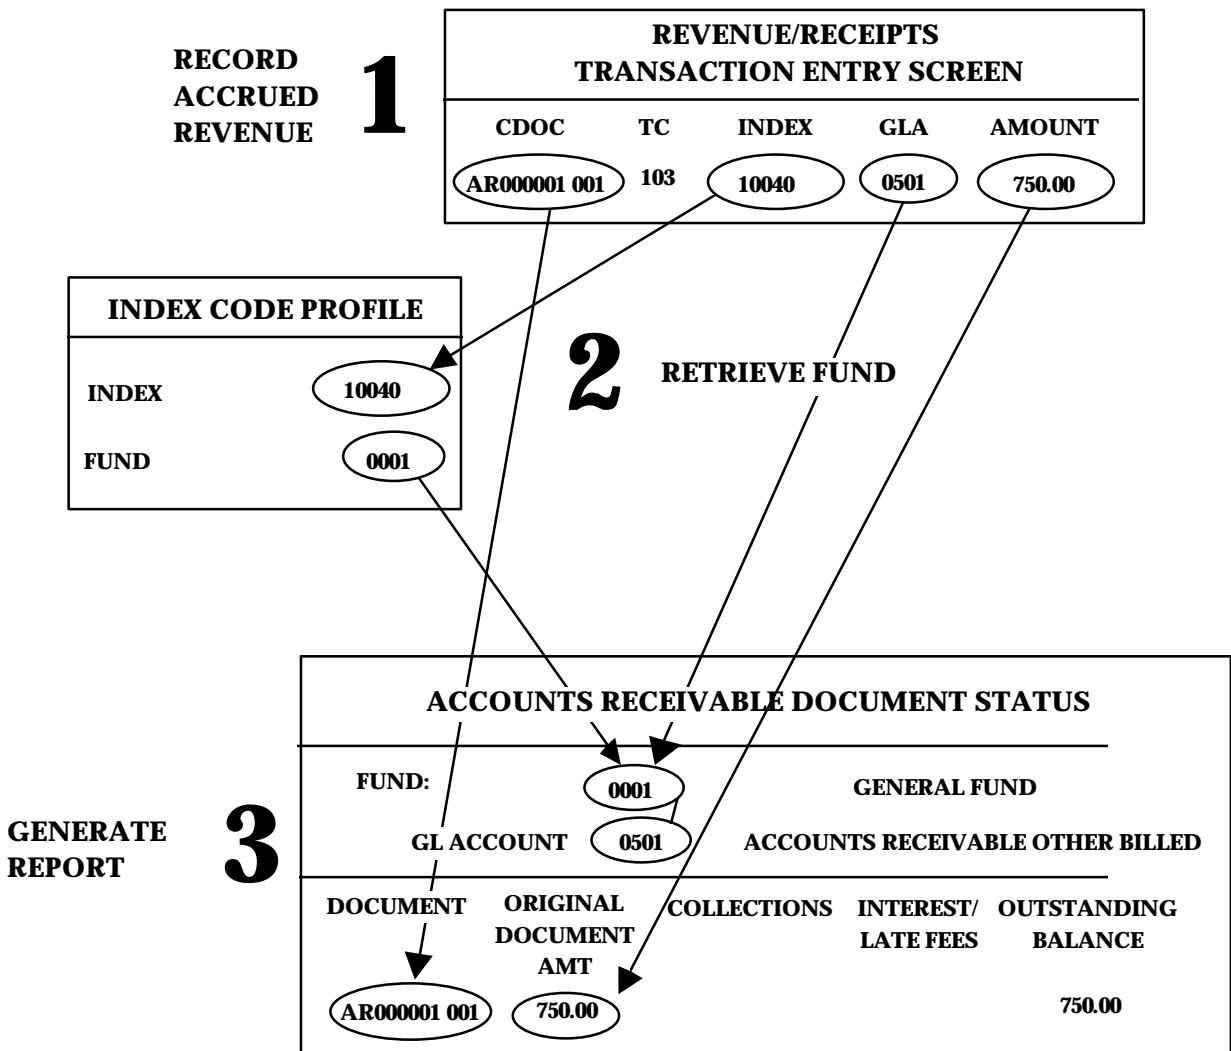 RECORD
ACCRUED
REVENUE
1
REVENUE/RECEIPTS
TRANSACTION ENTRY SCREEN
CDOC TC INDEX GLA AMOUNT
AR000001 001 103 10040 0501 750.00
INDEX CODE PROFILE
INDEX 10040
FUND 0001
2
RETRIEVE FUND
GENERATE
REPORT
3
ACCOUNTS RECEIVABLE DOCUMENT STATUS
FUND: 0001 GENERAL FUND
GL ACCOUNT 0501 ACCOUNTS RECEIVABLE OTHER BILLED
DOCUMENT ORIGINAL COLLECTIONS INTEREST/ OUTSTANDING
DOCUMENT LATE FEES BALANCE
AMT
AR000001 001 750.00 750.00